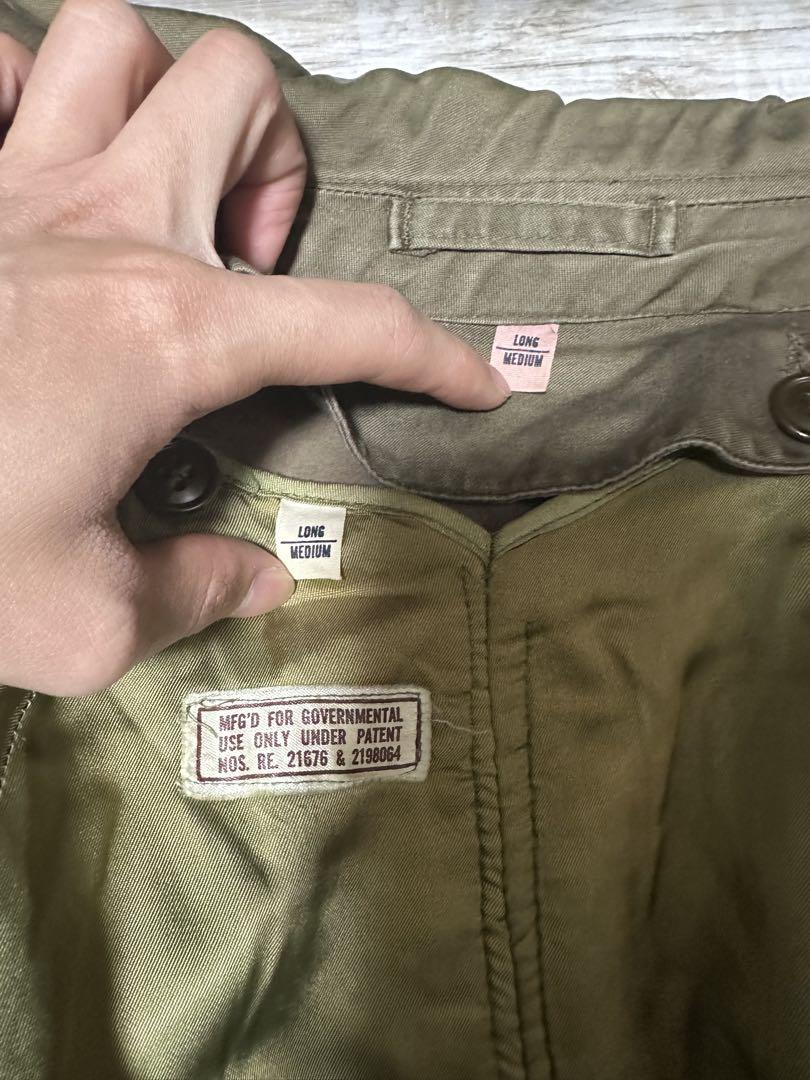 LONG
MEDIUM
LONG
MEDIUM
MFG'D FOR GOVERNMENTAL
USE ONLY UNDER PATENT
NOS. RE. 21676 & 2198064